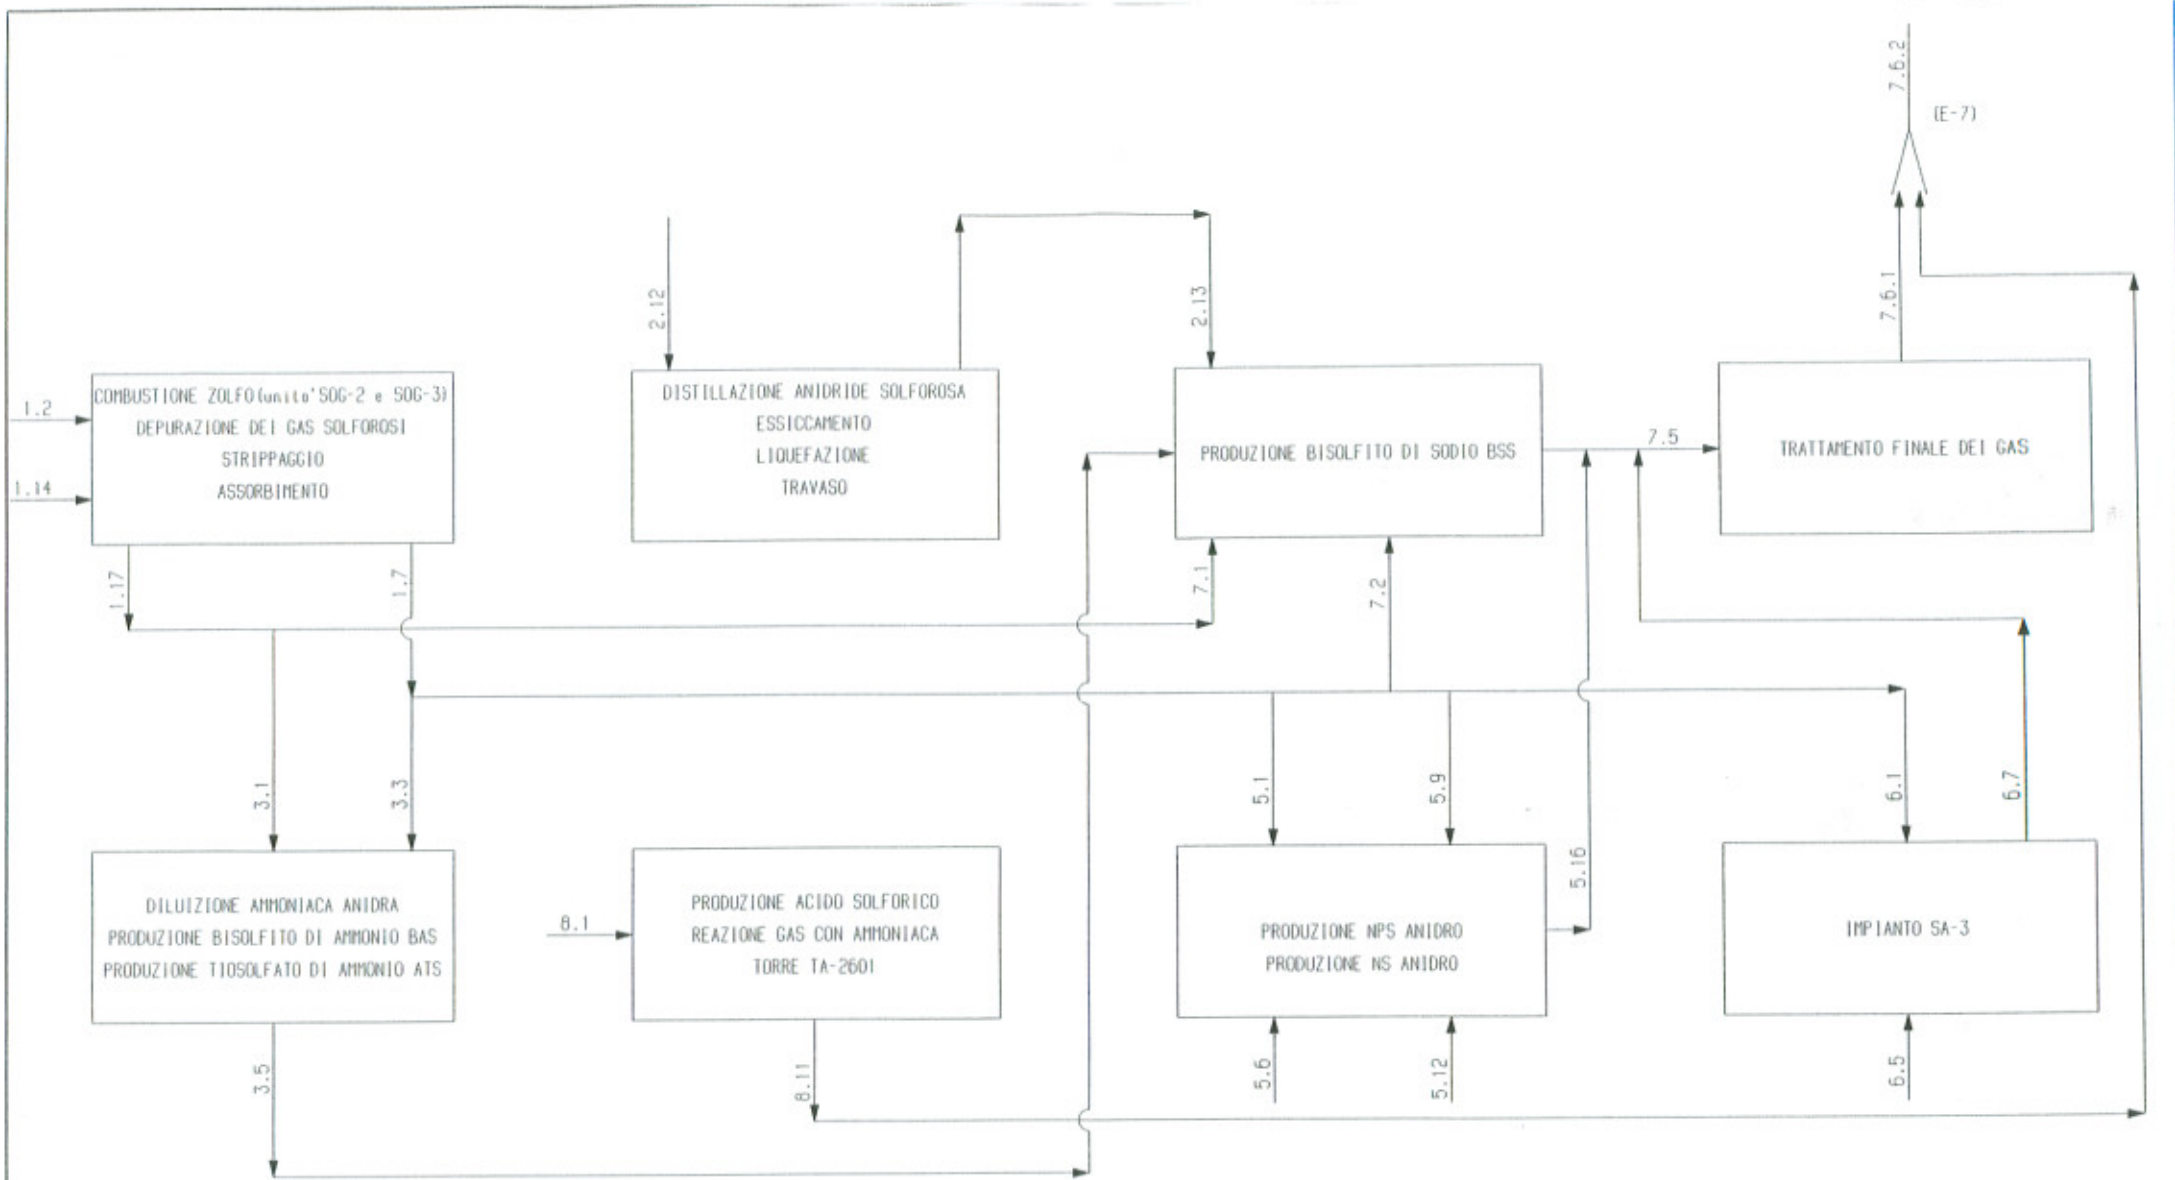 7.6.2
(E-7)
2.12
2.13
7.6.1
1.2
1.14
COMBUSTIONE ZOLFO(unita' SOG-2 e SOG-3)
DEPURAZIONE DEI GAS SOLFOROSI
STRIPPAGGIO
ASSORBIMENTO
DISTILLAZIONE ANIDRIDE SOLFOROSA
ESSICCAMENTO
LIQUEFAZIONE
TRAVASO
PRODUZIONE BISOLFITO DI SODIO BSS
7.5
TRATTAMENTO FINALE DEI GAS
1.17
1.7
7.1
7.2
3.1
3.3
5.1
5.9
5.16
6.1
6.7
DILUIZIONE AMMONIACA ANIDRA
PRODUZIONE BISOLFITO DI AMMONIO BAS
PRODUZIONE TIOSOLFATO DI AMMONIO ATS
8.1
PRODUZIONE ACIDO SOLFORICO
REAZIONE GAS CON AMMONIACA
TORRE TA-2601
PRODUZIONE NPS ANIDRO
PRODUZIONE NS ANIDRO
IMPIANTO SA-3
3.5
8.11
5.6
5.12
6.5